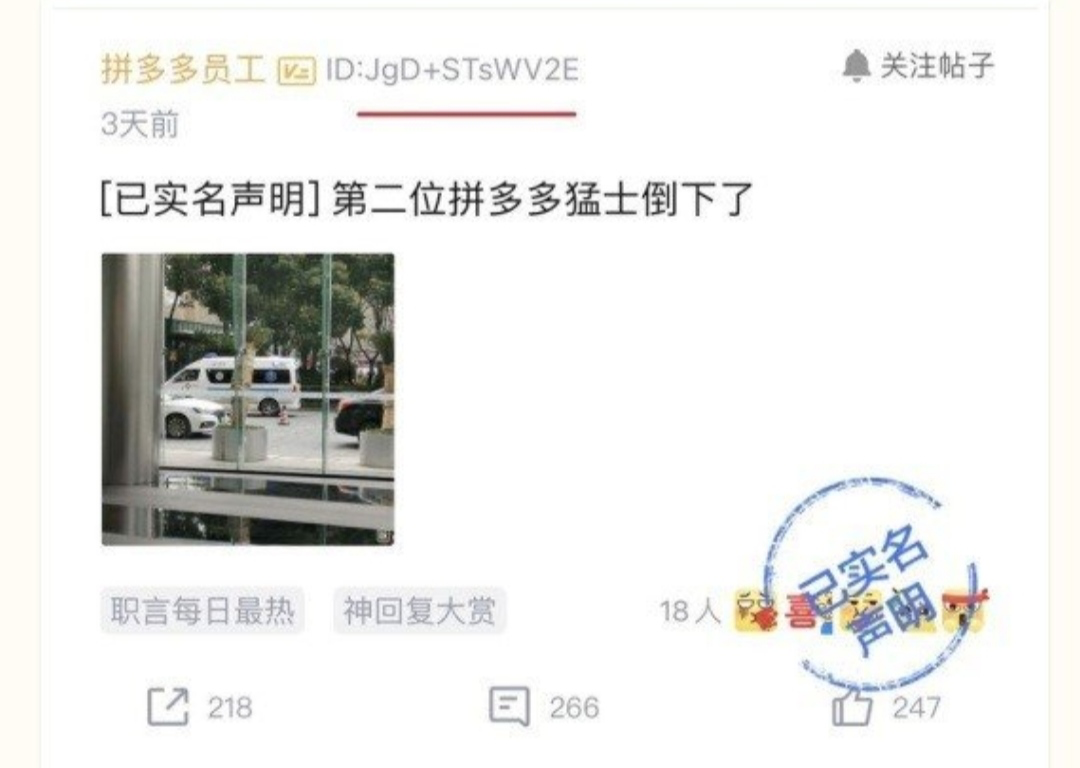 拼多多员工 V ID:JgD+STsWV2E 关注帖子
3天前
[已实名声明] 第二位拼多多猛士倒下了
职言每日最热 神回复大赏 18人 喜
已实名
声明
218 266 247